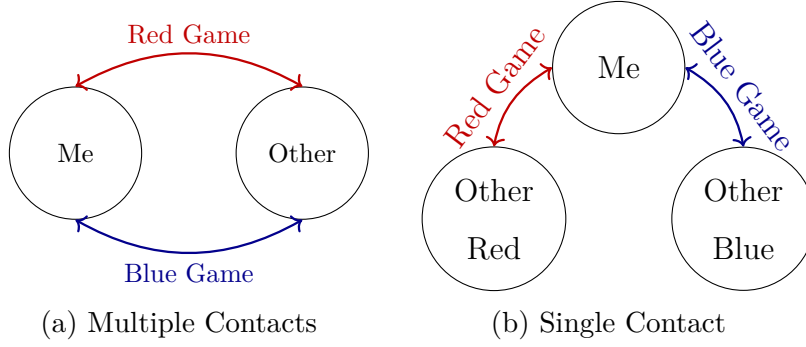 Red Game
Me
Other
Blue Game
(a) Multiple Contacts
Red Game
Me
Blue Game
Other
Red
Other
Blue
(b) Single Contact